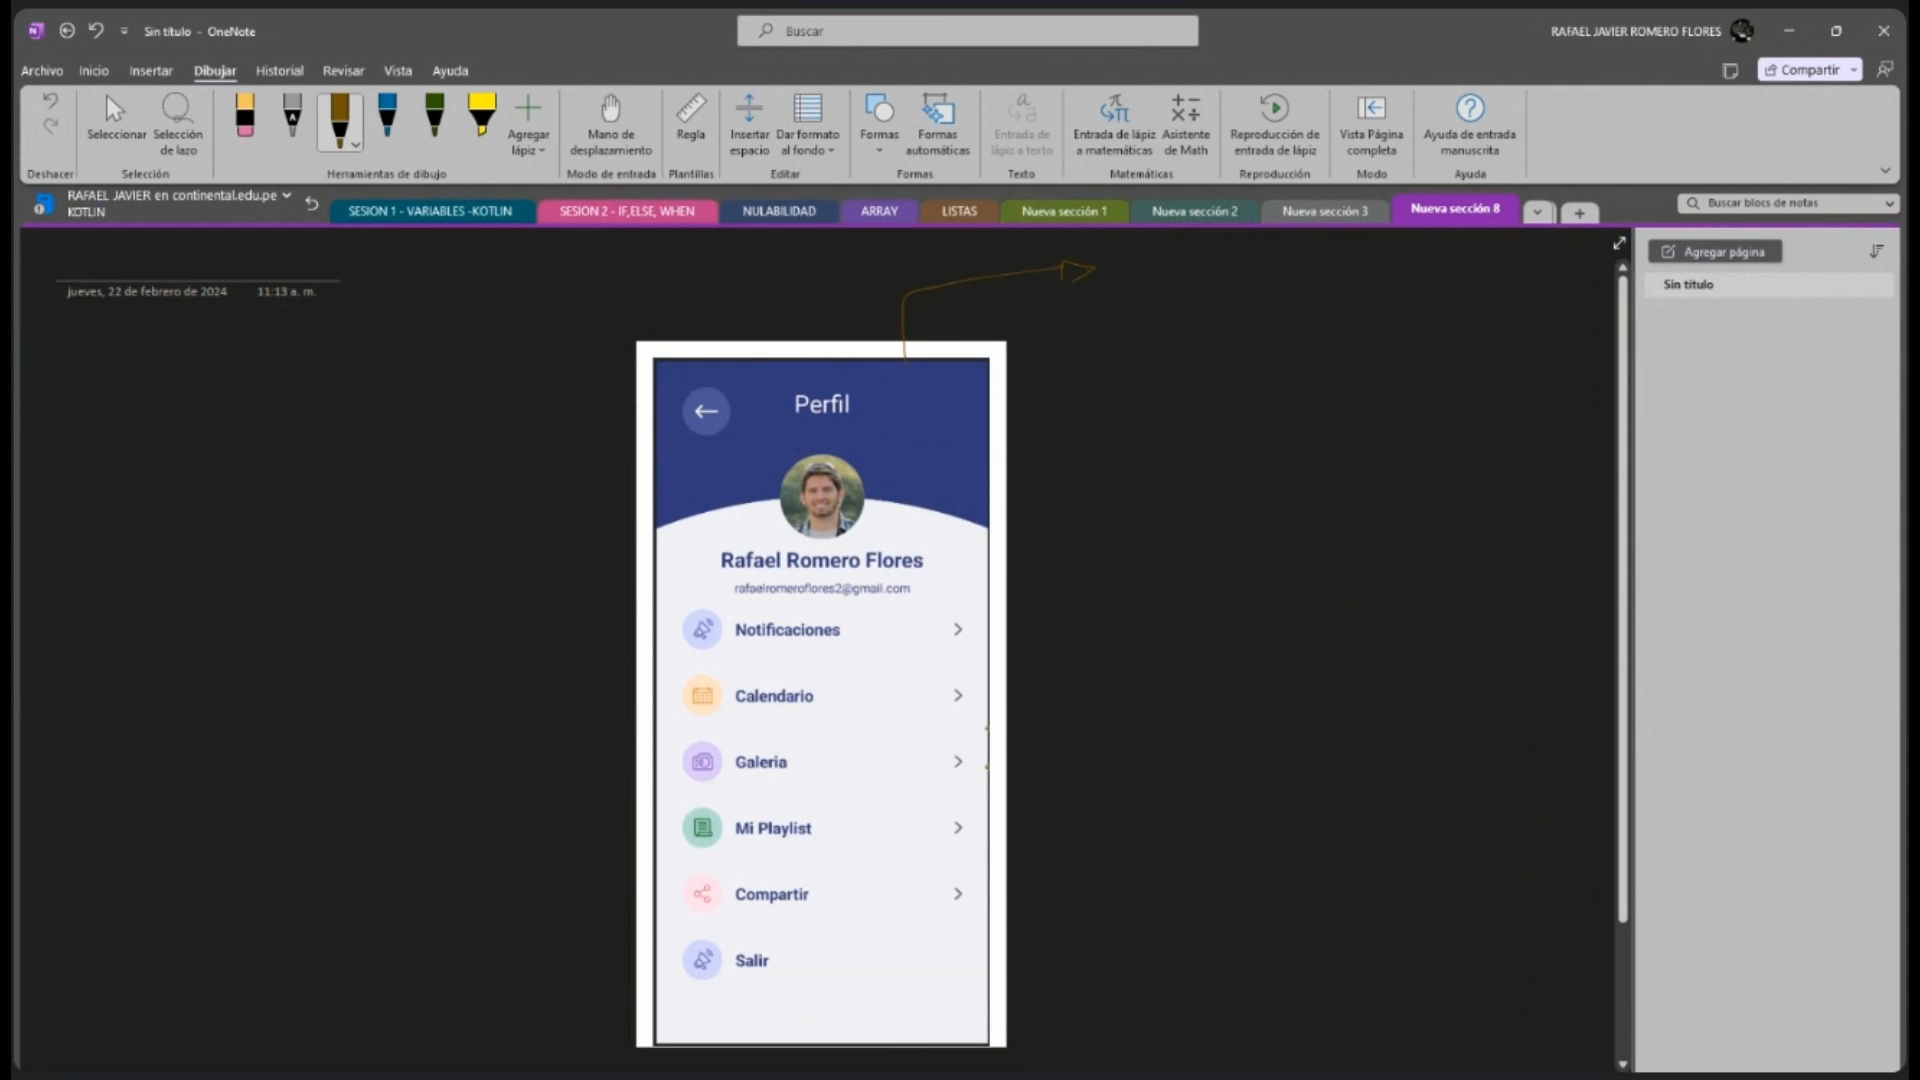 Sin título - OneNote
Buscar
RAFAEL JAVIER ROMERO FLORES
Archivo Inicio Insertar Dibujar Historial Revisar Vista Ayuda
Compartir
Seleccionar
Selección de lazo
Agregar lápiz
Mano de desplazamiento
Regla
Insertar espacio
Dar formato al fondo
Formas
Formas automáticas
Entrada de lápiz a texto
Entrada de lápiz a matemáticas
Asistente de Math
Reproducción de entrada de lápiz
Vista Página completa
Ayuda de entrada manuscrita
Deshacer Selección Herramientas de dibujo Modo de entrada Plantillas Editar Formas Texto Matemáticas Reproducción Modo Ayuda
RAFAEL JAVIER en continental.edu.pe
KOTLIN
SESION 1 - VARIABLES -KOTLIN
SESION 2 - IF,ELSE, WHEN
NULABILIDAD
ARRAY
LISTAS
Nueva sección 1
Nueva sección 2
Nueva sección 3
Nueva sección 8
Buscar blocs de notas
Agregar página
Sin título
jueves, 22 de febrero de 2024 11:13 a. m.
Perfil
Rafael Romero Flores
rafaelromeroflores2@gmail.com
Notificaciones
Calendario
Galeria
Mi Playlist
Compartir
Salir